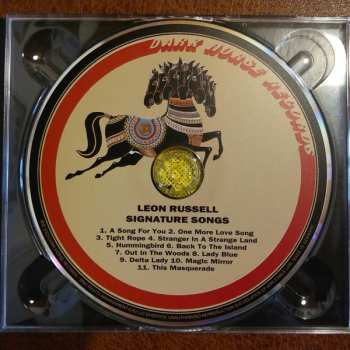 DARK HORSE RECORDS
LEON RUSSELL
SIGNATURE SONGS
1. A Song For You 2. One More Love Song
3. Tight Rope 4. Stranger In A Strange Land
5. Hummingbird 6. Back To The Island
7. Out In The Woods 8. Lady Blue
9. Delta Lady 10. Magic Mirror
11. This Masquerade